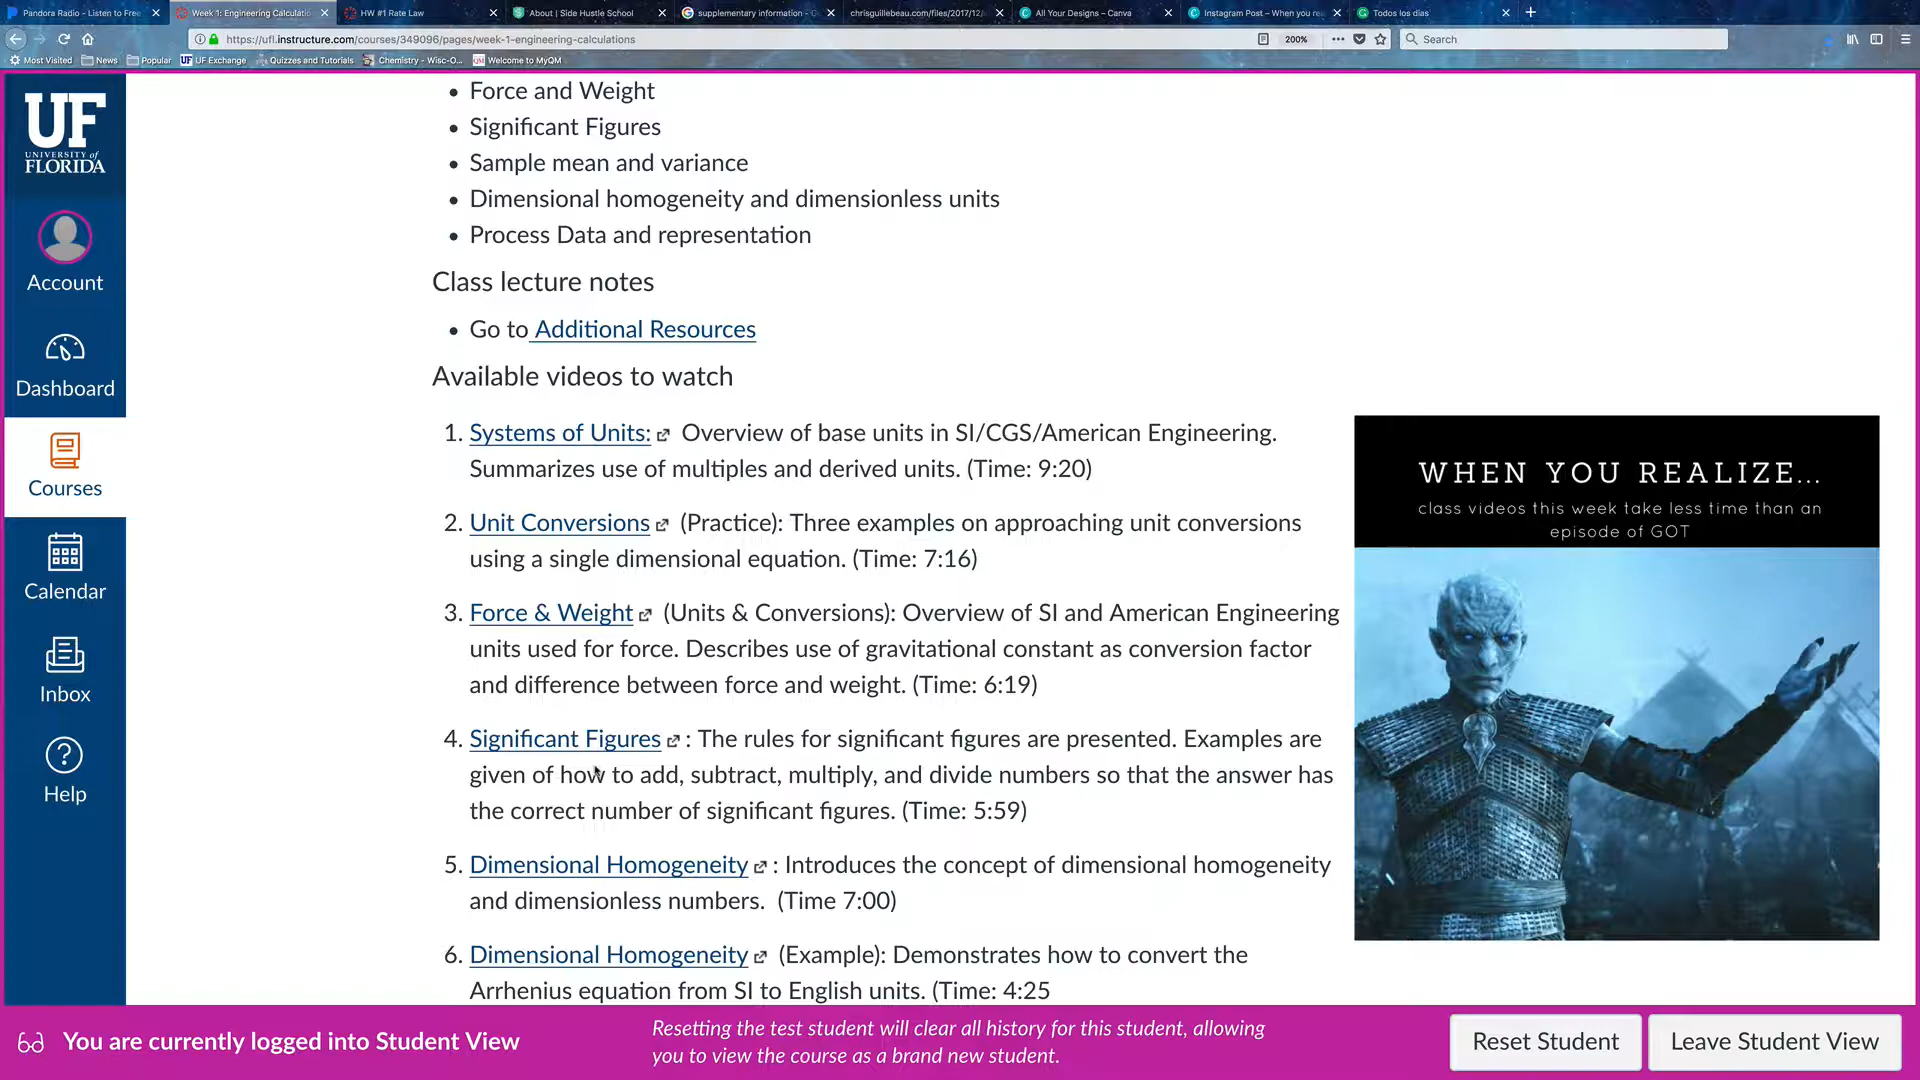 Pandora Radio - Listen to Free
Week 1: Engineering Calculatio
HW #1 Rate Law
About | Side Hustle School
supplementary information - G
chrisguillebeau.com/files/2017/12/
All Your Designs – Canva
Instagram Post – When you re
Todos los dias
https://ufl.instructure.com/courses/349096/pages/week-1-engineering-calculations
200%
Search
Most Visited
News
Popular
UF UF Exchange
Quizzes and Tutorials
Chemistry - Wisc-O...
QM Welcome to MyQM
UF
UNIVERSITY of
FLORIDA
Account
Dashboard
Courses
Calendar
Inbox
Help
• Force and Weight
• Significant Figures
• Sample mean and variance
• Dimensional homogeneity and dimensionless units
• Process Data and representation
Class lecture notes
• Go to Additional Resources
Available videos to watch
1. Systems of Units: Overview of base units in SI/CGS/American Engineering.
Summarizes use of multiples and derived units. (Time: 9:20)
2. Unit Conversions (Practice): Three examples on approaching unit conversions
using a single dimensional equation. (Time: 7:16)
3. Force & Weight (Units & Conversions): Overview of SI and American Engineering
units used for force. Describes use of gravitational constant as conversion factor
and difference between force and weight. (Time: 6:19)
4. Significant Figures : The rules for significant figures are presented. Examples are
given of how to add, subtract, multiply, and divide numbers so that the answer has
the correct number of significant figures. (Time: 5:59)
5. Dimensional Homogeneity : Introduces the concept of dimensional homogeneity
and dimensionless numbers. (Time 7:00)
6. Dimensional Homogeneity (Example): Demonstrates how to convert the
Arrhenius equation from SI to English units. (Time: 4:25
WHEN YOU REALIZE...
class videos this week take less time than an
episode of GOT
You are currently logged into Student View
Resetting the test student will clear all history for this student, allowing
you to view the course as a brand new student.
Reset Student
Leave Student View